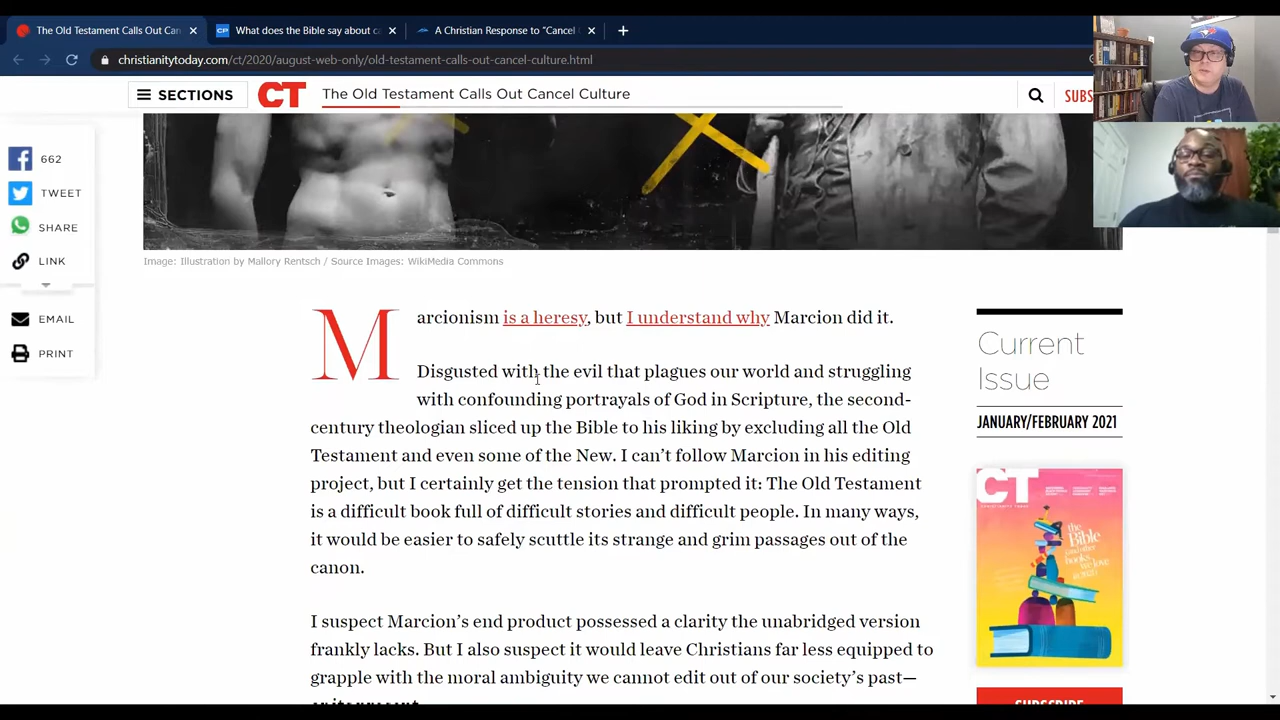 The Old Testament Calls Out Can
What does the Bible say about c
A Christian Response to “Cancel
christianitytoday.com/ct/2020/august-web-only/old-testament-calls-out-cancel-culture.html
SECTIONS
CT
The Old Testament Calls Out Cancel Culture
SUBS
662
TWEET
SHARE
LINK
EMAIL
PRINT
Image: Illustration by Mallory Rentsch / Source Images: WikiMedia Commons
Marcionism is a heresy, but I understand why Marcion did it.
Disgusted with the evil that plagues our world and struggling
with confounding portrayals of God in Scripture, the second-
century theologian sliced up the Bible to his liking by excluding all the Old
Testament and even some of the New. I can’t follow Marcion in his editing
project, but I certainly get the tension that prompted it: The Old Testament
is a difficult book full of difficult stories and difficult people. In many ways,
it would be easier to safely scuttle its strange and grim passages out of the
canon.
I suspect Marcion’s end product possessed a clarity the unabridged version
frankly lacks. But I also suspect it would leave Christians far less equipped to
grapple with the moral ambiguity we cannot edit out of our society’s past—
Current
Issue
JANUARY/FEBRUARY 2021
CT
the
Bible
SUBSCRIBE